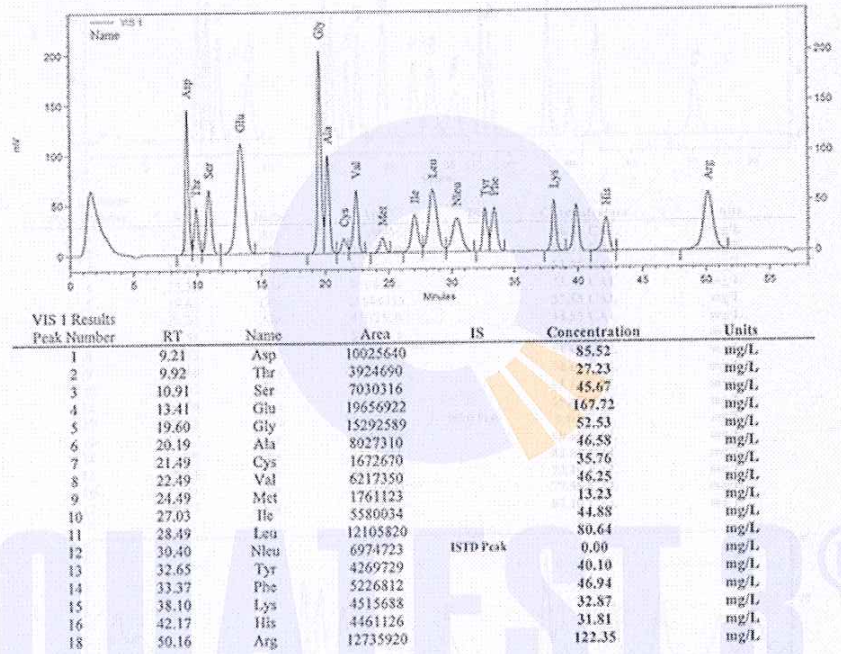 VIS 1
Name
200
150
100
50
0
mV
Asp
Thr
Ser
Glu
Gly
Ala
Cys
Val
Met
Ile
Leu
Nleu
Tyr
Phe
Lys
His
Arg
200
150
100
50
0
0 5 10 15 20 25 30 35 40 45 50 55
Minutes
VIS 1 Results
Peak Number RT Name Area IS Concentration Units
1 9.21 Asp 10025640 85.52 mg/L
2 9.92 Thr 3924690 27.23 mg/L
3 10.91 Ser 7030316 45.67 mg/L
4 13.41 Glu 19656922 167.72 mg/L
5 19.60 Gly 15292589 52.53 mg/L
6 20.19 Ala 8027310 46.58 mg/L
7 21.49 Cys 1672670 35.76 mg/L
8 22.49 Val 6217350 46.25 mg/L
9 24.49 Met 1761123 13.23 mg/L
10 27.03 Ile 5580034 44.88 mg/L
11 28.49 Leu 12105820 80.64 mg/L
12 30.40 Nleu 6974723 ISTD Peak 0.00 mg/L
13 32.65 Tyr 4269729 40.10 mg/L
14 33.37 Phe 5226812 46.94 mg/L
15 38.10 Lys 4515688 32.87 mg/L
16 42.17 His 4461126 31.81 mg/L
18 50.16 Arg 12735920 122.35 mg/L
QUATEST 3®